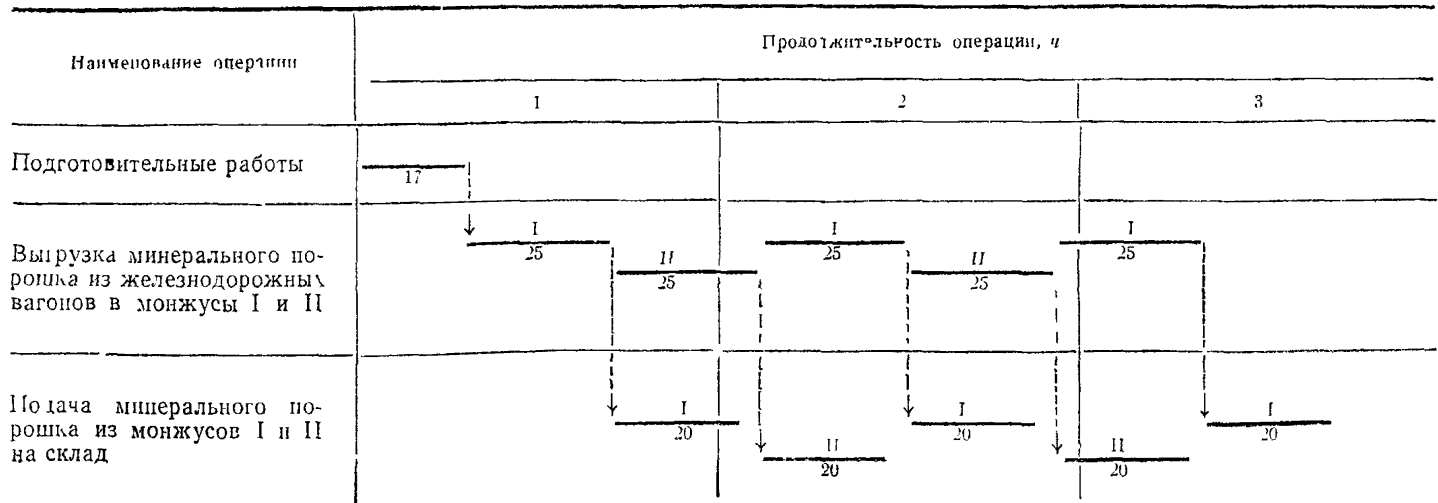 Наименование операции
Продолжительность операции, ч
1
2
3
Подготовительные работы
17
Выгрузка минерального по-
рошка из железнодорожных
вагонов в монжусы I и II
I
25
II
25
I
25
II
25
I
25
Подача минерального по-
рошка из монжусов I и II
на склад
I
20
II
20
I
20
II
20
I
20